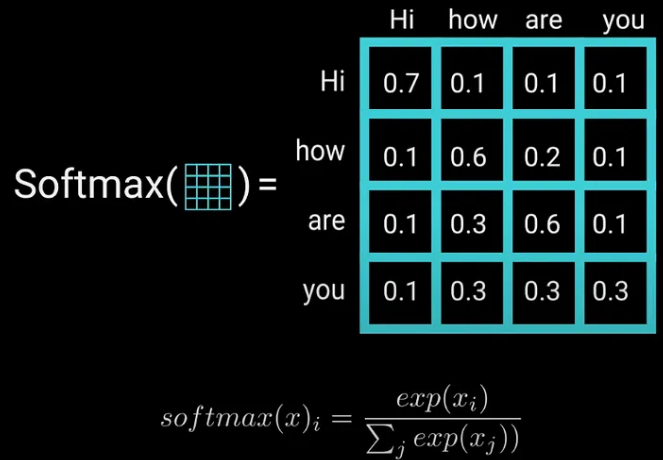 Hi how are you
Hi 0.7 0.1 0.1 0.1
how 0.1 0.6 0.2 0.1
Softmax( ) =
are 0.1 0.3 0.6 0.1
you 0.1 0.3 0.3 0.3
softmax(x)_i = exp(x_i) / ∑_j exp(x_j))